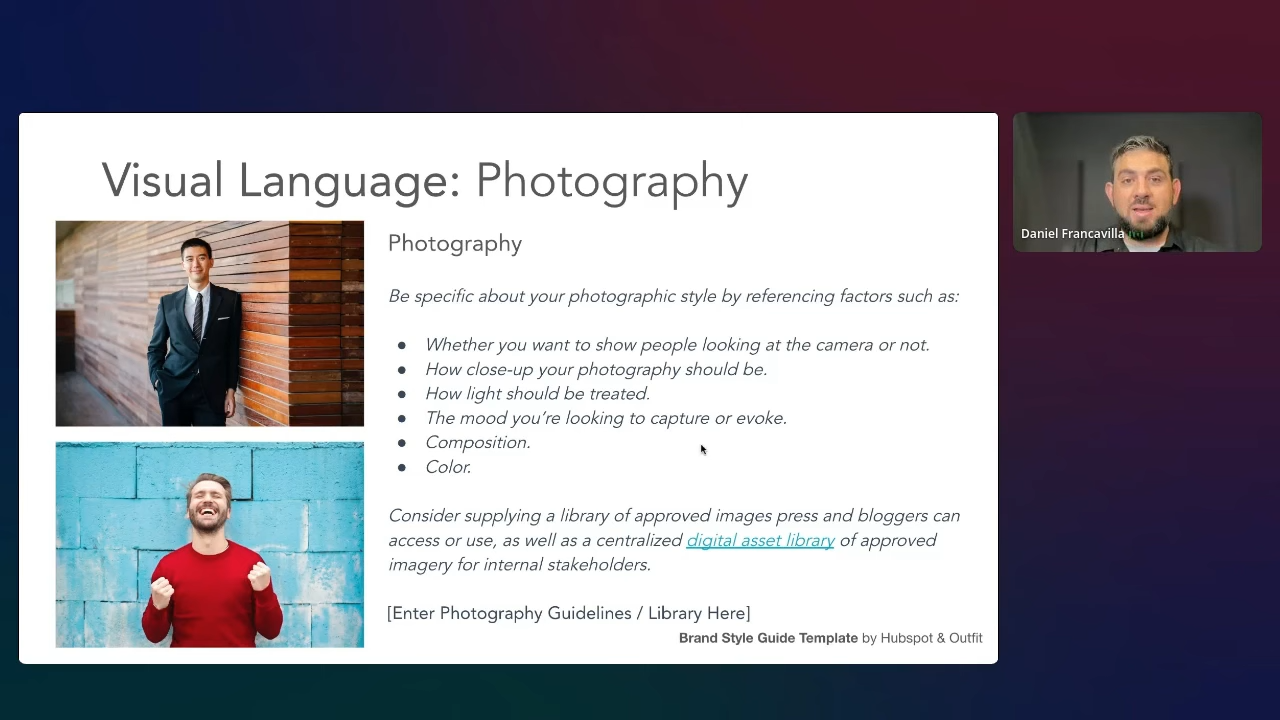 Visual Language: Photography
Photography
Be specific about your photographic style by referencing factors such as:
● Whether you want to show people looking at the camera or not.
● How close-up your photography should be.
● How light should be treated.
● The mood you’re looking to capture or evoke.
● Composition.
● Color.
Consider supplying a library of approved images press and bloggers can
access or use, as well as a centralized digital asset library of approved
imagery for internal stakeholders.
[Enter Photography Guidelines / Library Here]
Brand Style Guide Template by Hubspot & Outfit
Daniel Francavilla